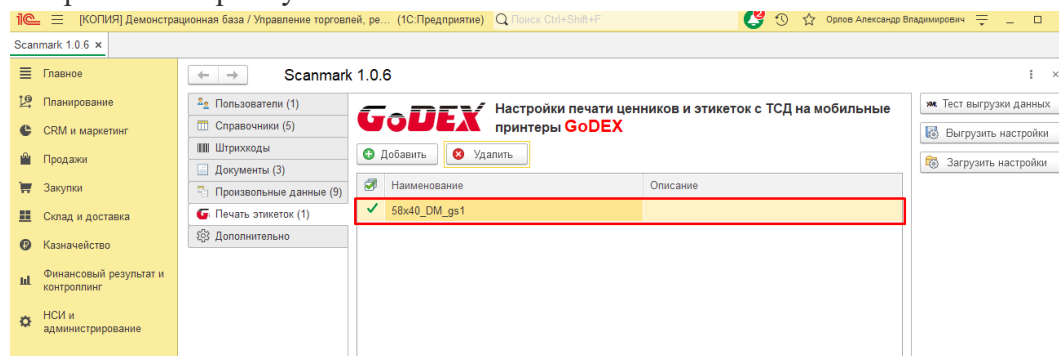 1С [КОПИЯ] Демонстрационная база / Управление торговлей, ре... (1С:Предприятие) Поиск Ctrl+Shift+F 2 Орлов Александр Владимирович
Scanmark 1.0.6 ×
Главное
Планирование
CRM и маркетинг
Продажи
Закупки
Склад и доставка
Казначейство
Финансовый результат и
контроллинг
НСИ и
администрирование
Scanmark 1.0.6
Пользователи (1)
Справочники (5)
Штрихкоды
Документы (3)
Произвольные данные (9)
Печать этикеток (1)
Дополнительно
GoDEX
Настройки печати ценников и этикеток с ТСД на мобильные
принтеры GoDEX
Добавить Удалить
Наименование Описание
58x40_DM_gs1
XML Тест выгрузки данных
Выгрузить настройки
Загрузить настройки